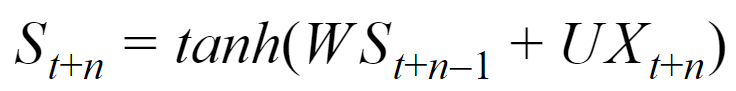 S_{t+n} = tanh(WS_{t+n–1} + UX_{t+n})